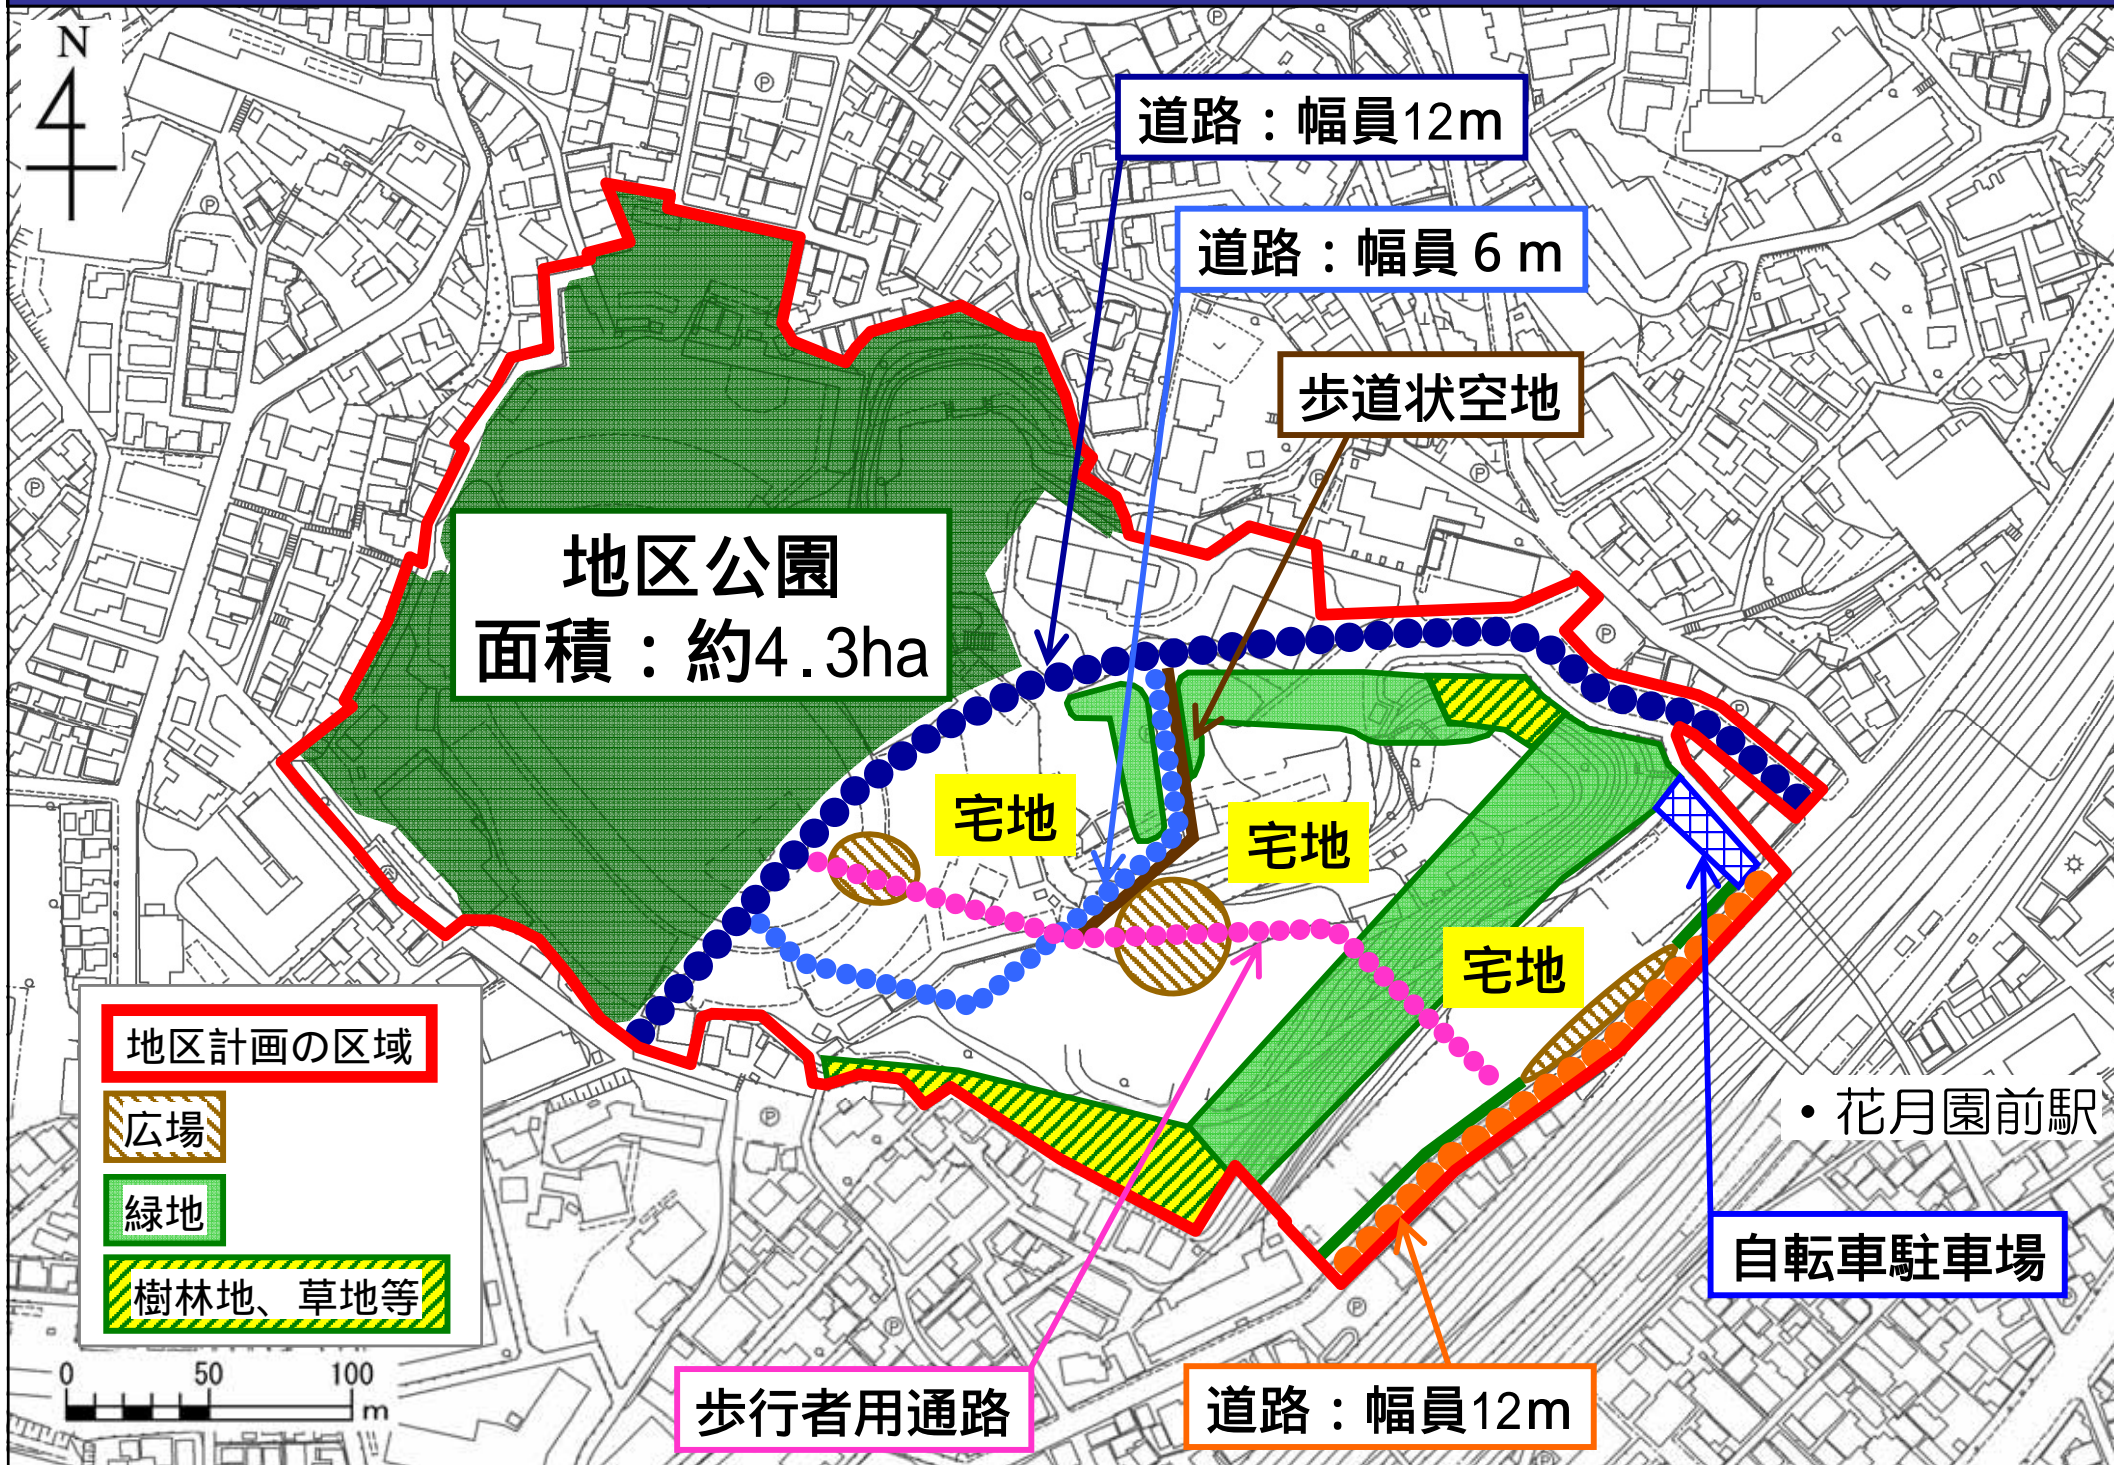 N
道路：幅員12m
道路：幅員６ｍ
歩道状空地
地区公園
面積：約4.3ha
宅地
宅地
宅地
地区計画の区域
広場
緑地
樹林地、草地等
・花月園前駅
自転車駐車場
歩行者用通路
道路：幅員12m
0 50 100
m